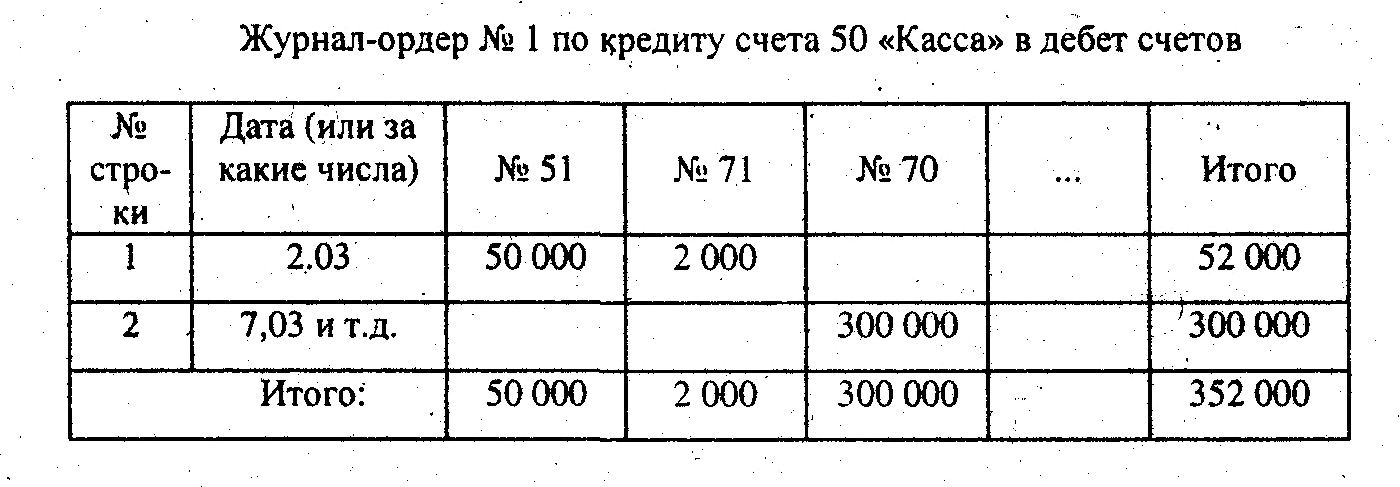 Журнал-ордер № 1 по кредиту счета 50 «Касса» в дебет счетов
№ стро-ки Дата (или за какие числа) № 51 № 71 № 70 ... Итого
1 2.03 50 000 2 000 52 000
2 7,03 и т.д. 300 000 300 000
Итого: 50 000 2 000 300 000 352 000